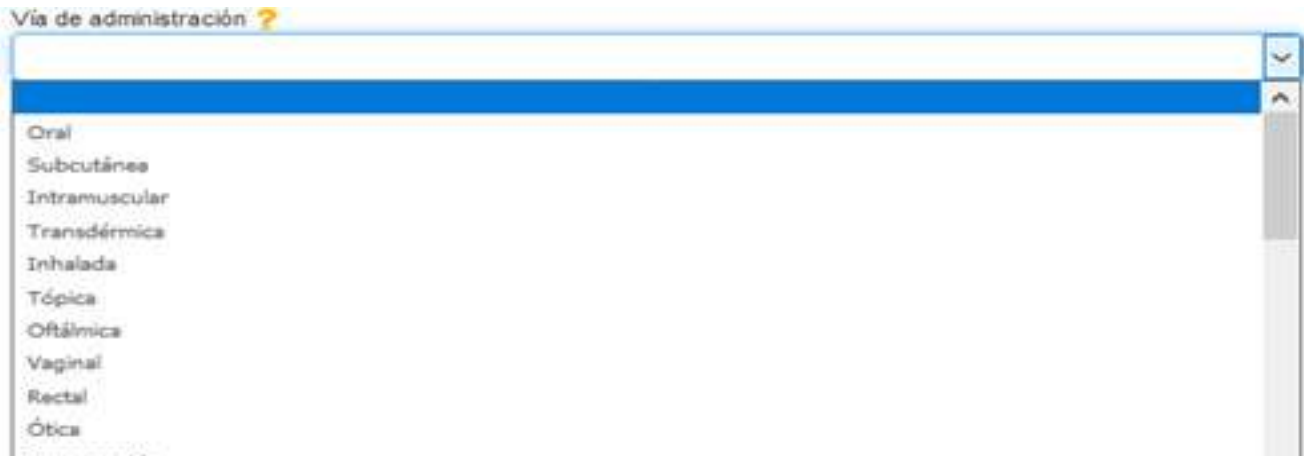 Vía de administración ?
Oral
Subcutánea
Intramuscular
Transdérmica
Inhalada
Tópica
Oftálmica
Vaginal
Rectal
Ótica